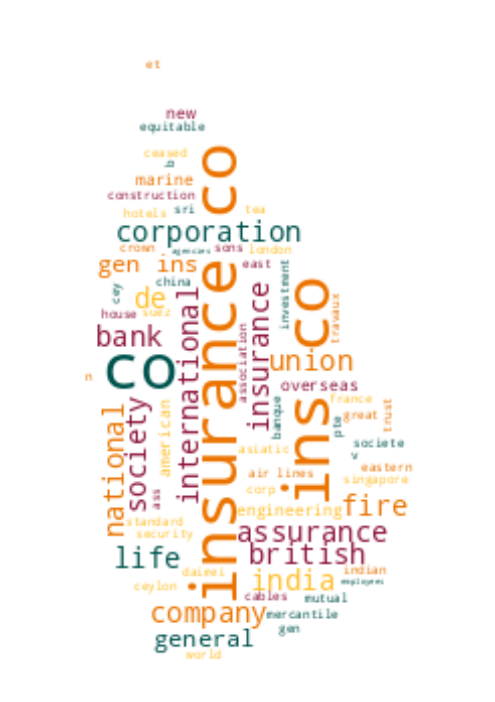 et
new
equitable
ceased
b
marine
construction
hotels
sri
tea
insurance co
corporation
crown
agencies
sons
london
gen ins
east
china
cey
de
investment
house
suez
ins co
travaux
bank
international
insurance
association
co
union
n
overseas
national
society
american
banque
france
great
trust
pte
societe
asiatic
v
ass
air lines
eastern
singapore
corp
standard
security
engineering
fire
assurance
life
british
daimei
india
indian
employees
ceylon
cables
mutual
company
mercantile
gen
general
world